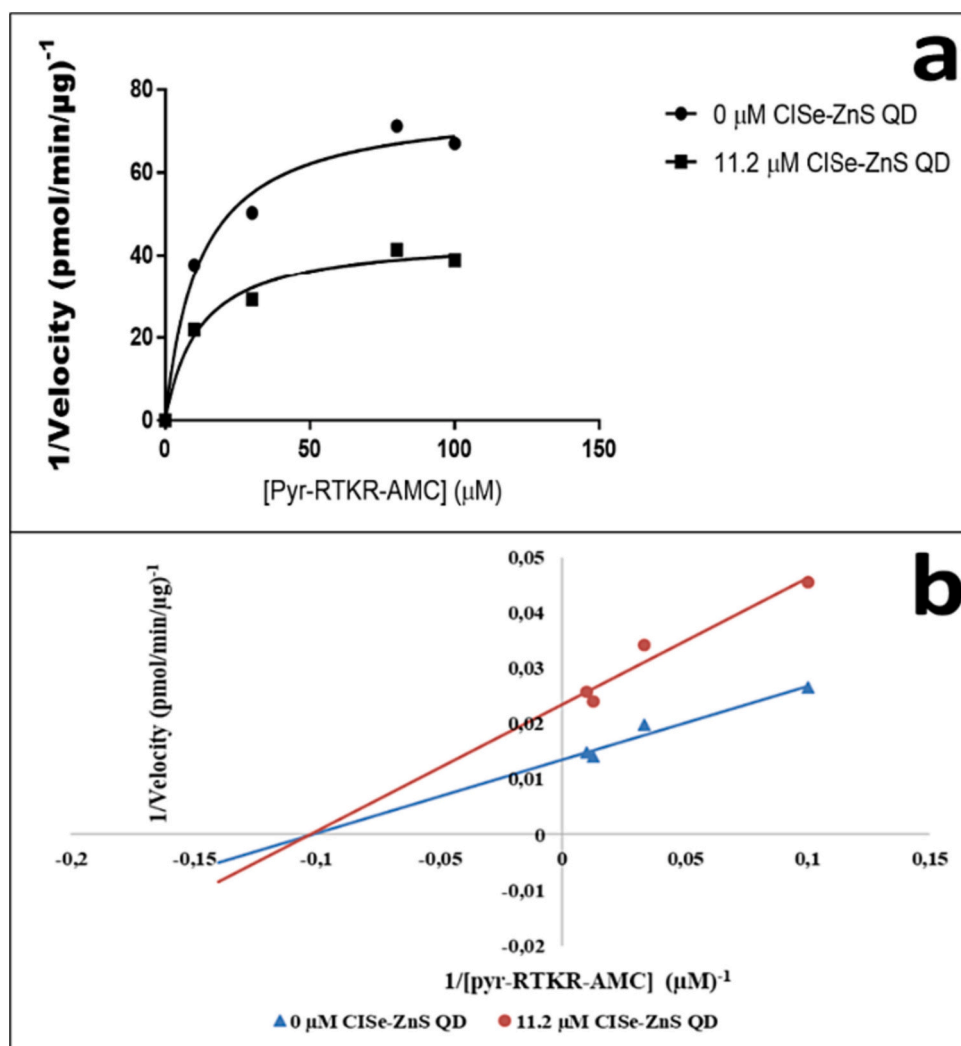 a
1/Velocity (pmol/min/µg)-1
80
60
40
20
0
0 50 100 150
[Pyr-RTKR-AMC] (µM)
0 µM CISe-ZnS QD
11.2 µM CISe-ZnS QD
b
1/Velocity (pmol/min/µg)-1
0,05
0,04
0,03
0,02
0,01
0
-0,01
-0,02
-0,2 -0,15 -0,1 -0,05 0 0,05 0,1 0,15
1/[pyr-RTKR-AMC] (µM)-1
0 µM CISe-ZnS QD 11.2 µM CISe-ZnS QD